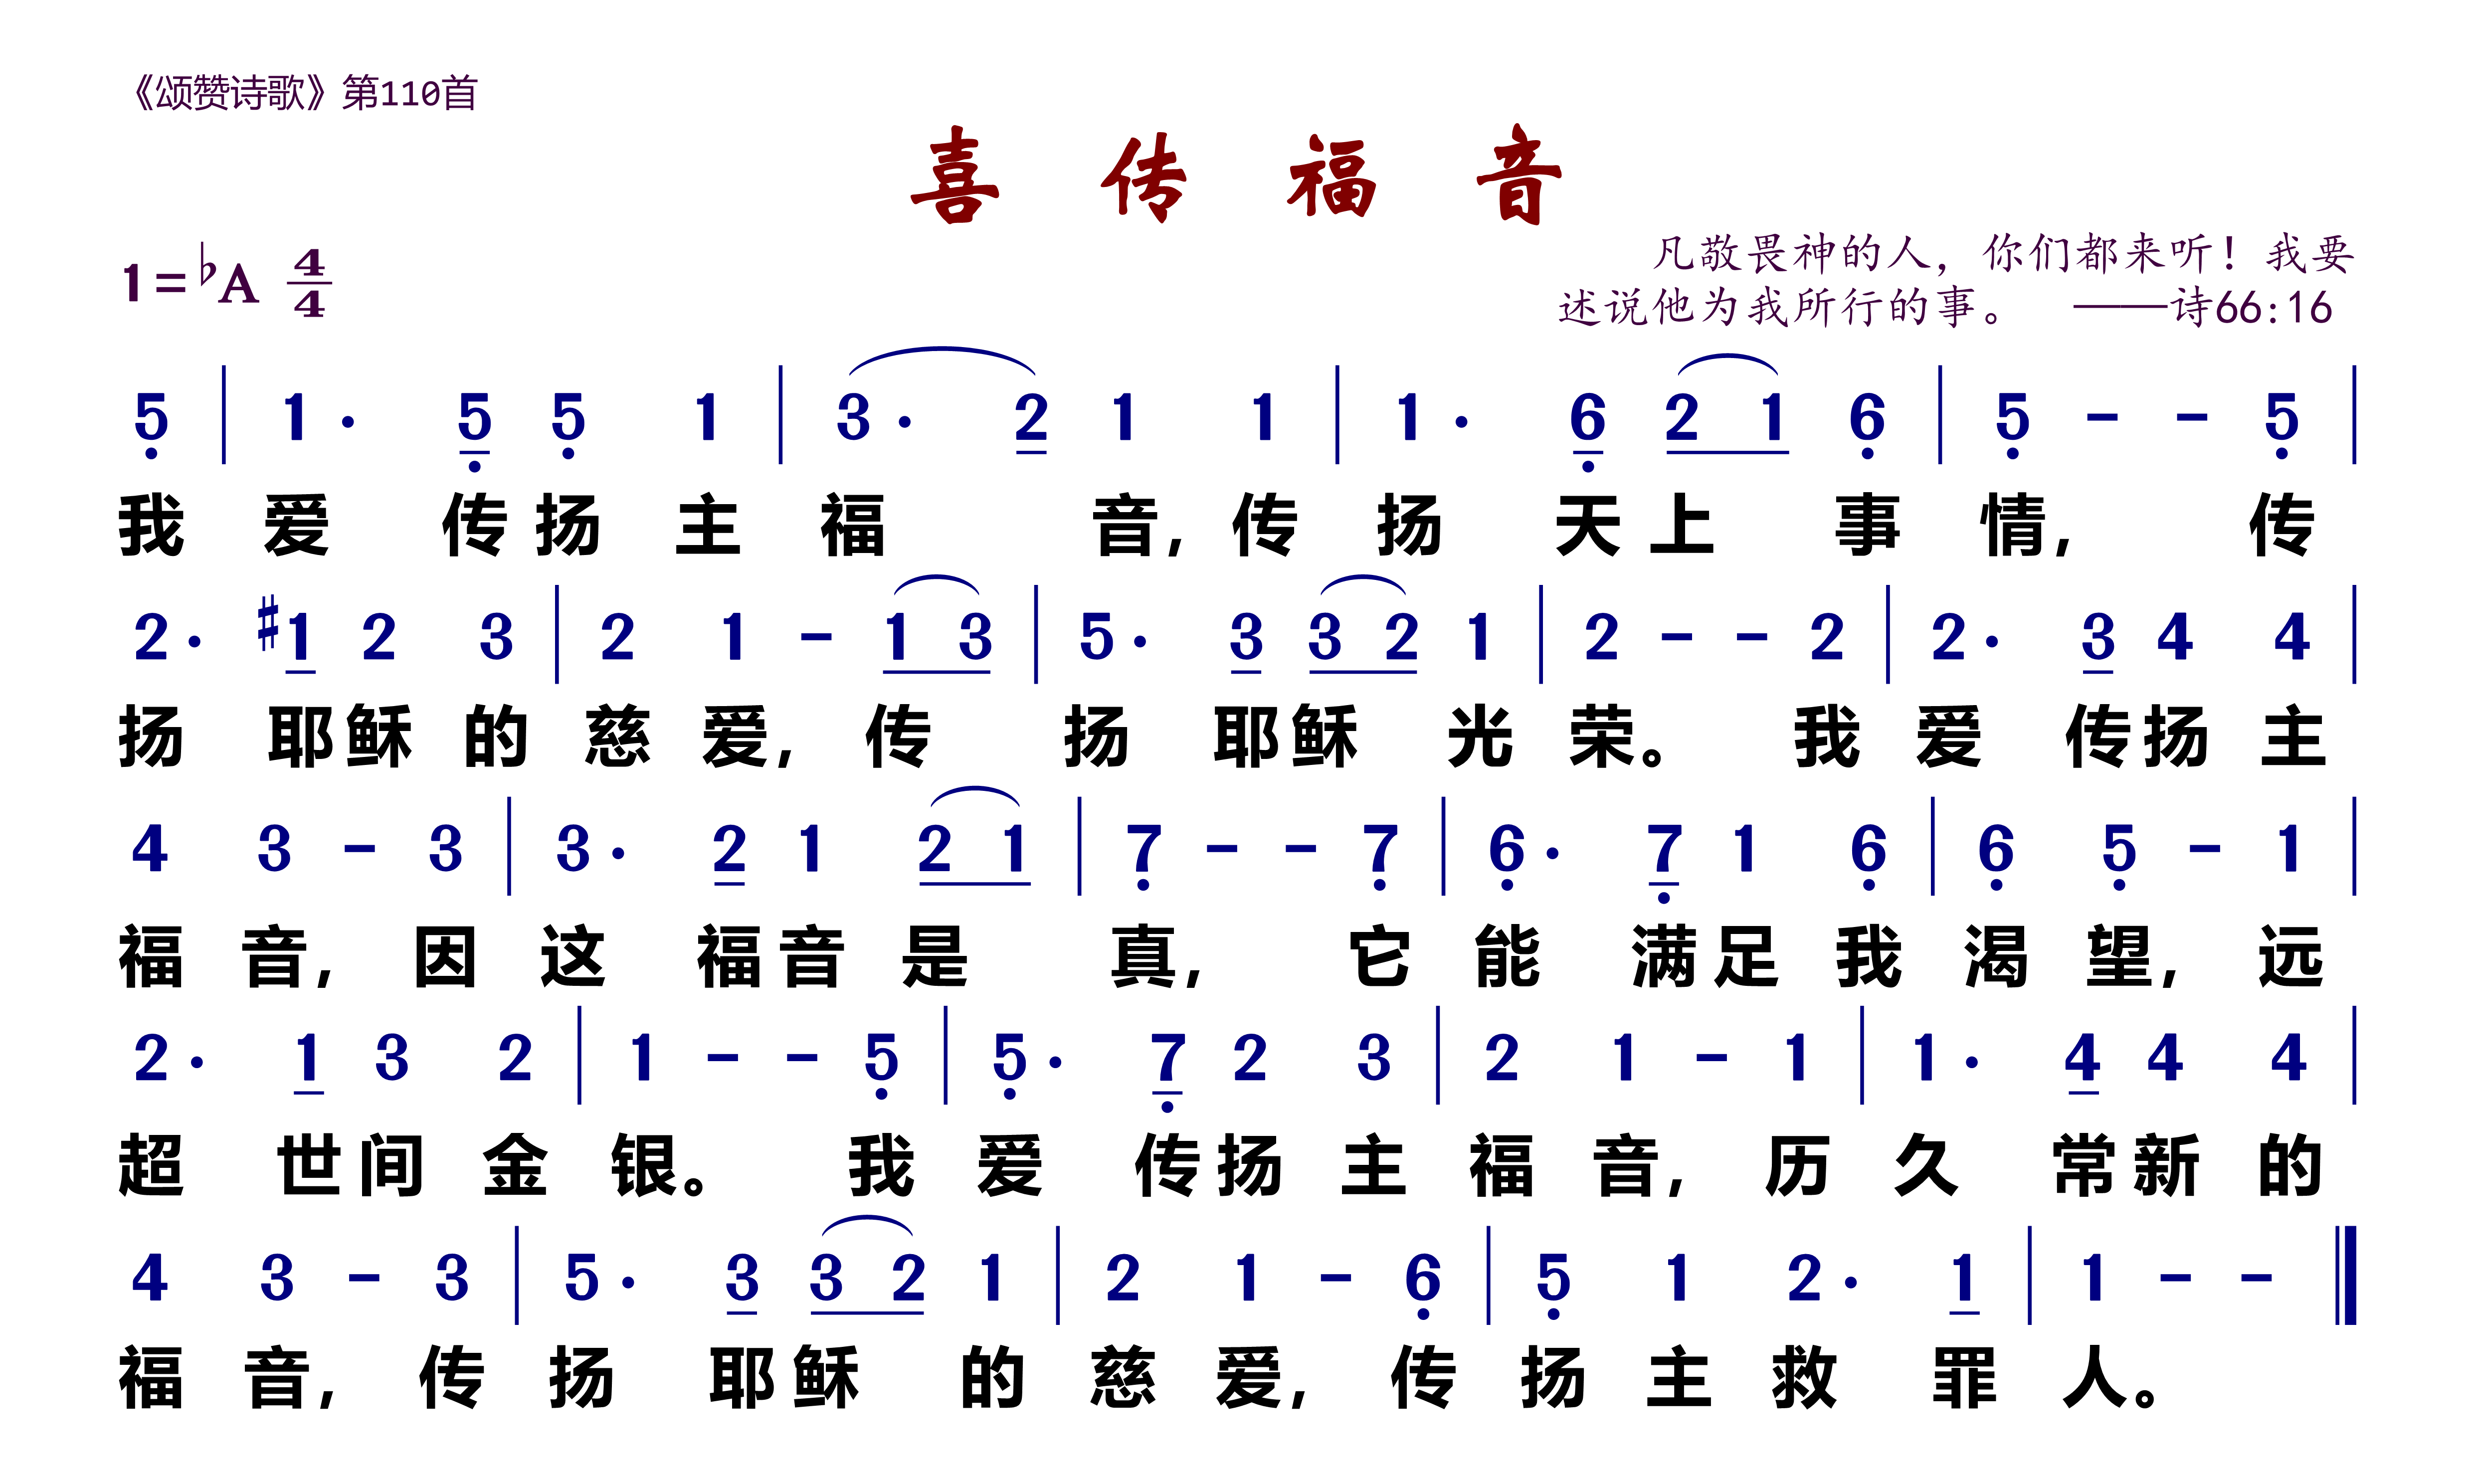 《颂赞诗歌》第110首
喜 传 福 音
1=♭A 4/4
凡敬畏神的人，你们都来听！我要
述说他为我所行的事。 ——诗66:16
5̣ | 1· 5̣ 5̣ 1 | 3· 2 1 1 | 1· 6̣ 2 1 6̣ | 5̣ - - 5̣ |
我 爱 传扬 主 福 音, 传 扬 天上 事 情, 传
2· #1 2 3 | 2 1 - 1 3 | 5· 3 3 2 1 | 2 - - 2 | 2· 3 4 4 |
扬 耶稣 的 慈 爱, 传 扬 耶稣 光 荣。 我 爱 传扬 主
4 3 - 3 | 3· 2 1 2 1 | 7̣ - - 7̣ | 6̣· 7̣ 1 6̣ | 6̣ 5̣ - 1 |
福 音, 因 这 福音 是 真, 它 能 满足 我 渴 望, 远
2· 1 3 2 | 1 - - 5̣ | 5̣· 7̣ 2 3 | 2 1 - 1 | 1· 4 4 4 |
超 世间 金 银。 我 爱 传扬 主 福 音, 历 久 常新 的
4 3 - 3 | 5· 3 3 2 1 | 2 1 - 6̣ | 5̣ 1 2· 1 | 1 - - ‖
福 音, 传 扬 耶稣 的 慈 爱, 传 扬 主 救 罪 人。